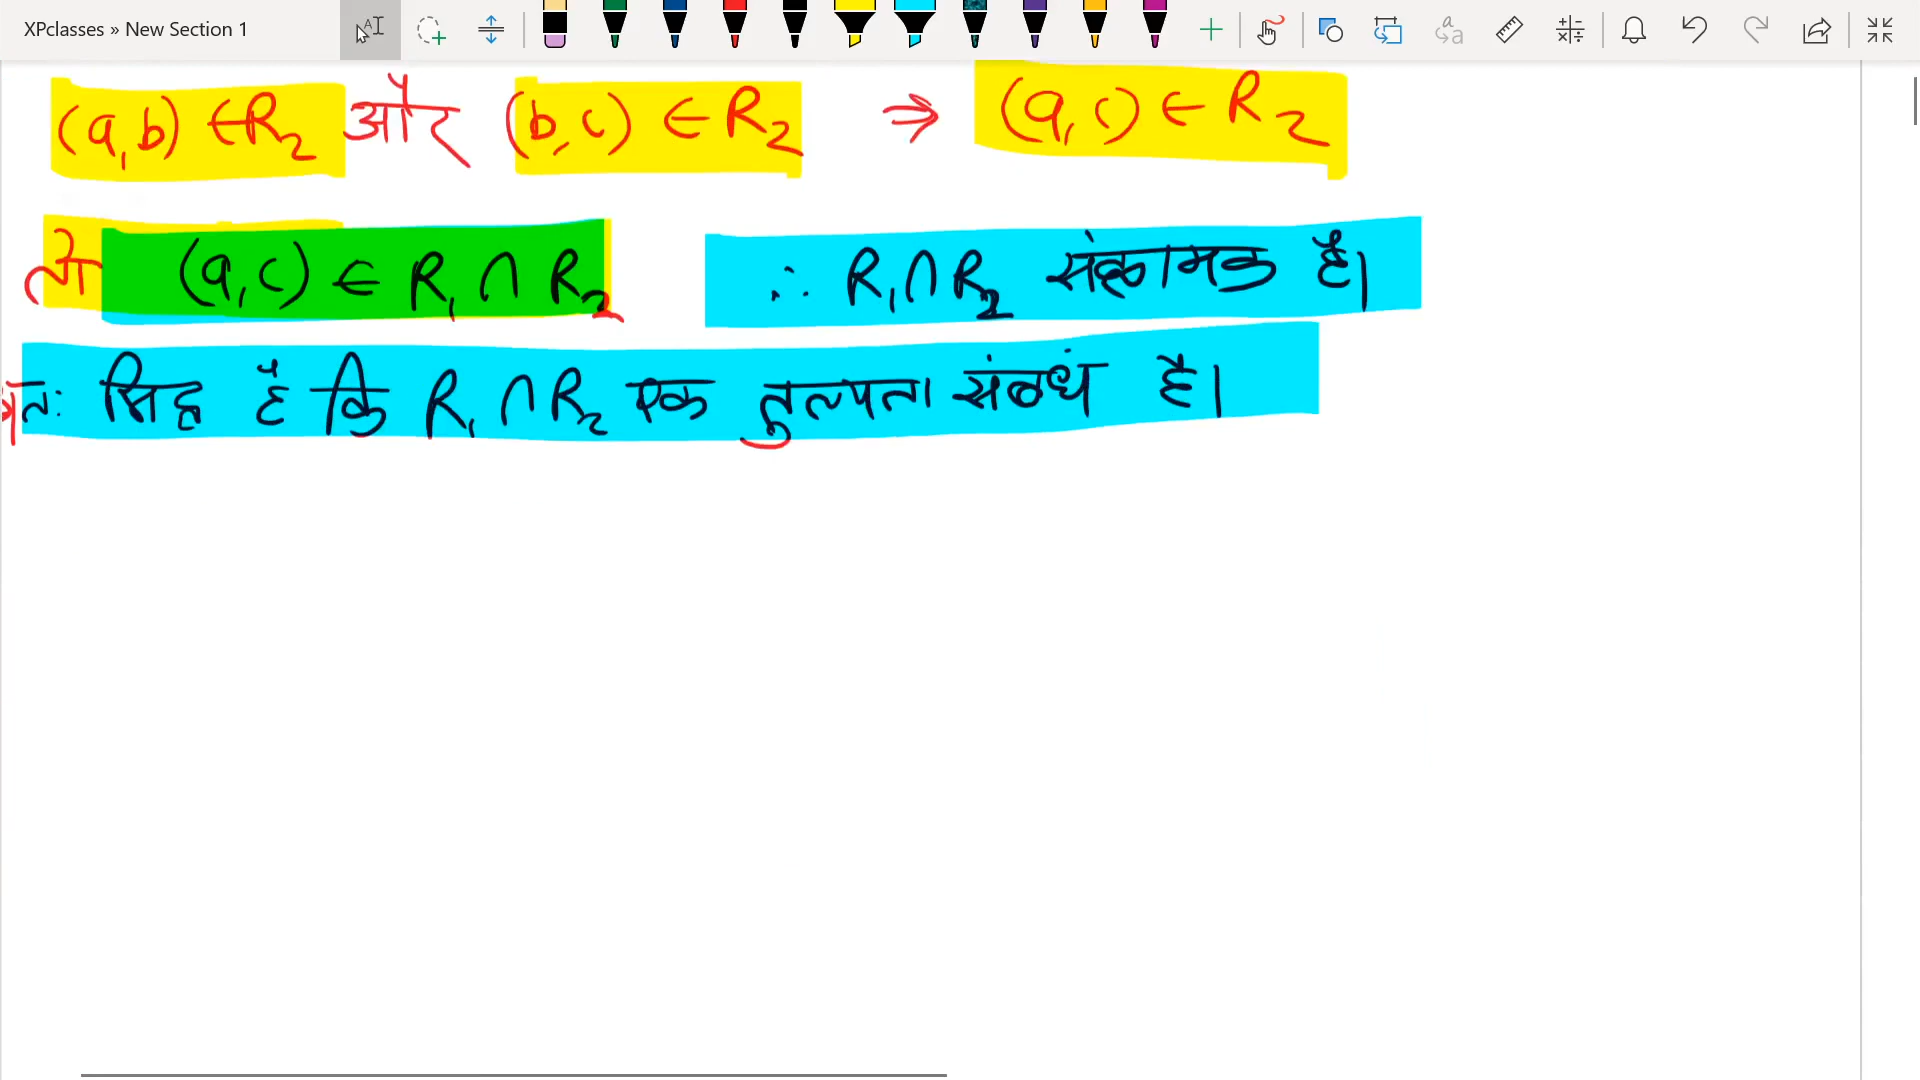 XPclasses » New Section 1
(a,b) ∈ R₂ और (b,c) ∈ R₂ ⇒ (a,c) ∈ R₂
तो (a,c) ∈ R₁ ∩ R₂ ∴ R₁ ∩ R₂ संक्रामक है।
अतः सिद्ध है कि R₁ ∩ R₂ एक तुल्यता संबंध है।